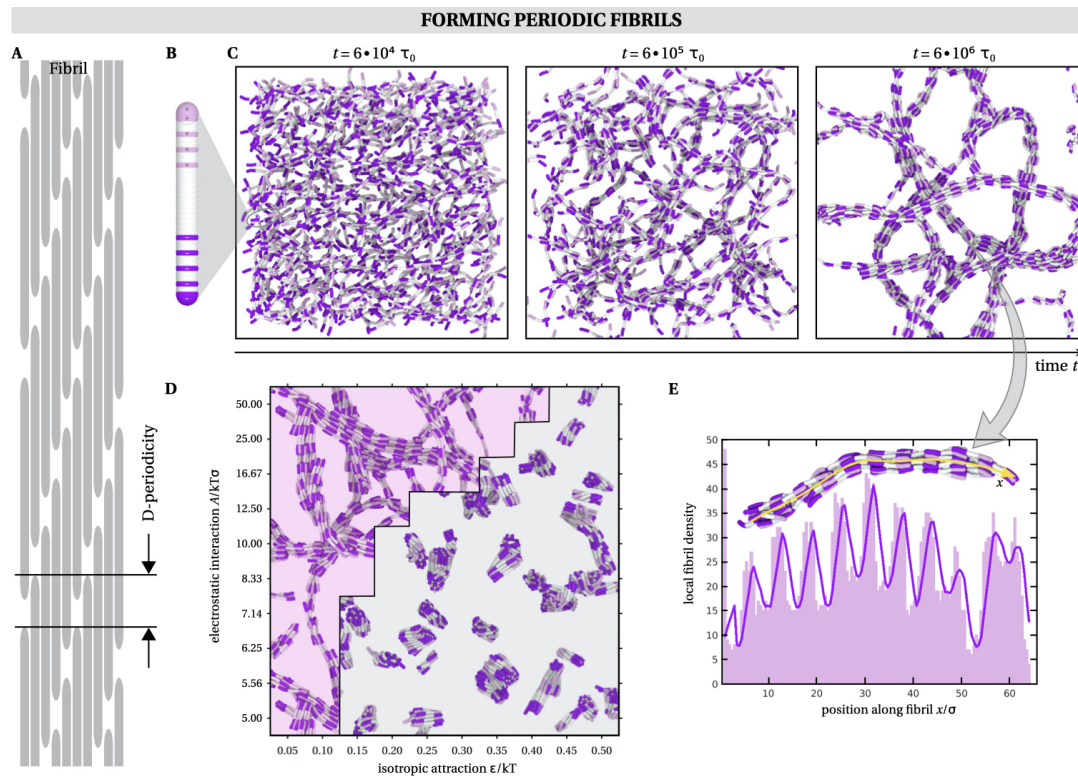 FORMING PERIODIC FIBRILS
A
Fibril
D-periodicity
B
C
t = 6•10⁴ τ₀
t = 6•10⁵ τ₀
t = 6•10⁶ τ₀
time t
D
electrostatic interaction A/kTσ
50.00
25.00
16.67
12.50
10.00
8.33
7.14
6.25
5.56
5.00
0.05 0.10 0.15 0.20 0.25 0.30 0.35 0.40 0.45 0.50
isotropic attraction ε/kT
E
local fibril density
50
45
40
35
30
25
20
15
10
5
0
x
10 20 30 40 50 60
position along fibril x/σ